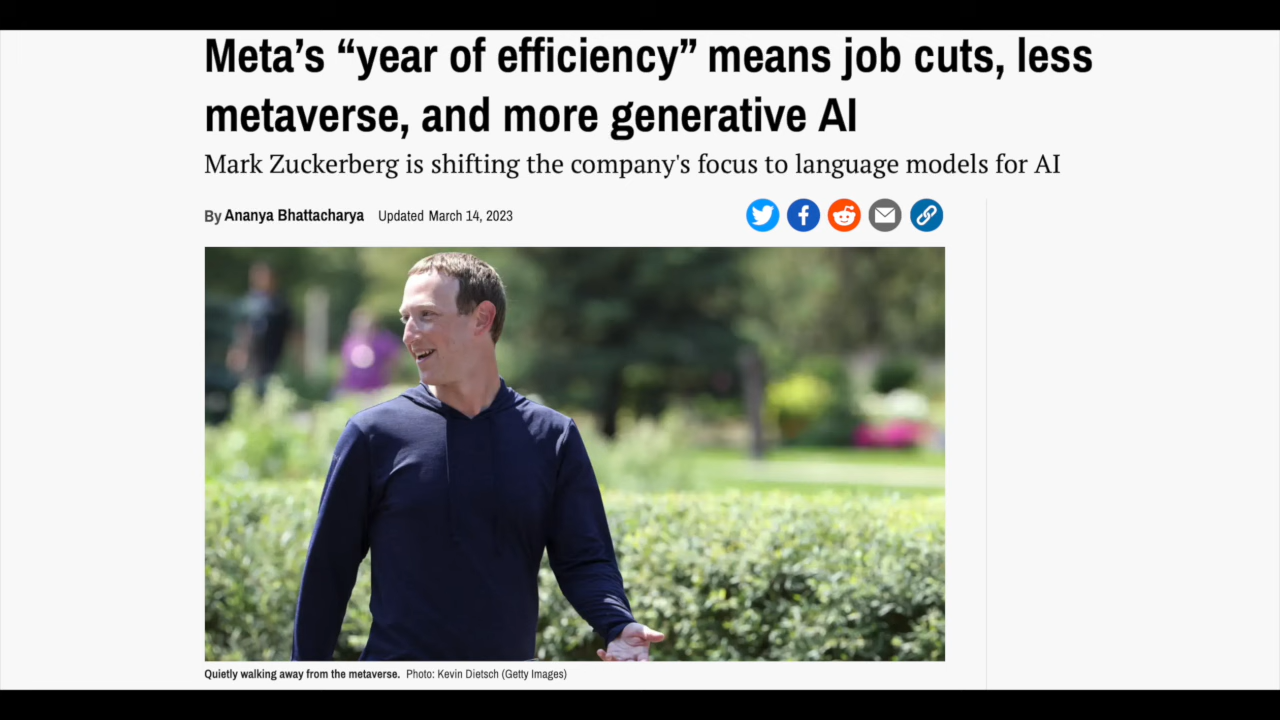 Meta’s “year of efficiency” means job cuts, less
metaverse, and more generative AI
Mark Zuckerberg is shifting the company's focus to language models for AI
By Ananya Bhattacharya Updated March 14, 2023
Quietly walking away from the metaverse. Photo: Kevin Dietsch (Getty Images)